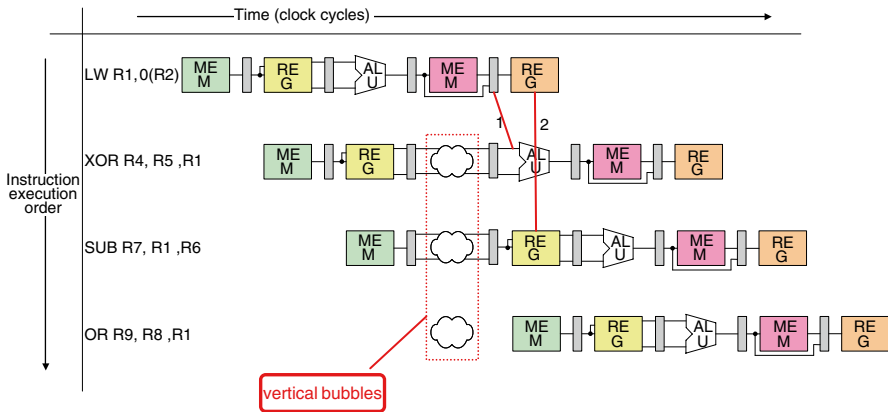 Time (clock cycles)
Instruction
execution
order
LW R1, 0(R2)
ME
M
RE
G
AL
U
ME
M
RE
G
1
2
XOR R4, R5 ,R1
ME
M
RE
G
AL
U
ME
M
RE
G
SUB R7, R1 ,R6
ME
M
RE
G
AL
U
ME
M
RE
G
OR R9, R8 ,R1
ME
M
RE
G
AL
U
ME
M
RE
G
vertical bubbles